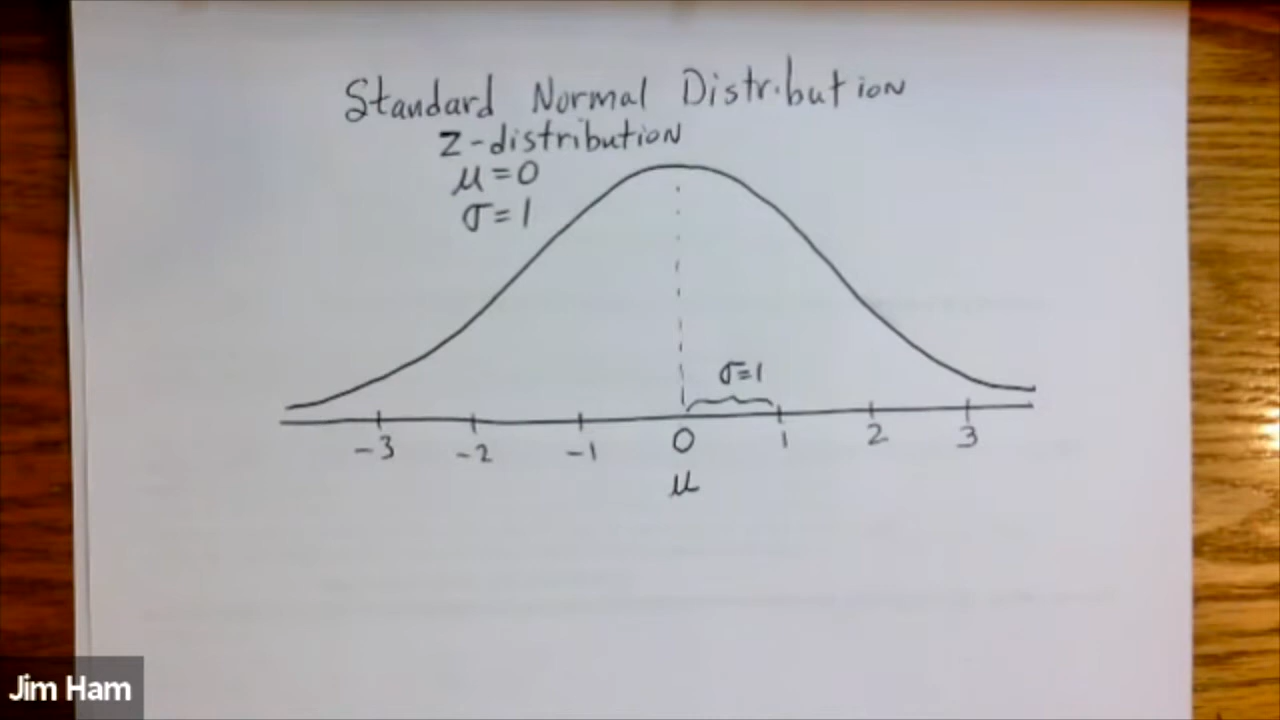 Standard Normal Distribution
Z-distribution
μ=0
σ=1
σ=1
-3 -2 -1 0 1 2 3
μ
Jim Ham